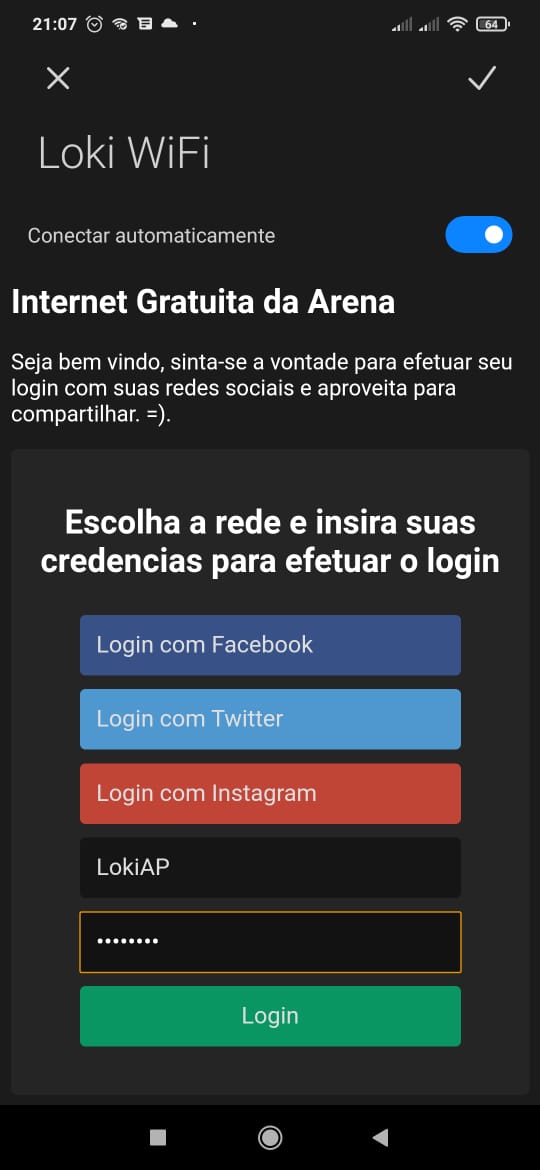 21:07
64
Loki WiFi
Conectar automaticamente
Internet Gratuita da Arena
Seja bem vindo, sinta-se a vontade para efetuar seu
login com suas redes sociais e aproveita para
compartilhar. =).
Escolha a rede e insira suas
credencias para efetuar o login
Login com Facebook
Login com Twitter
Login com Instagram
LokiAP
••••••••
Login